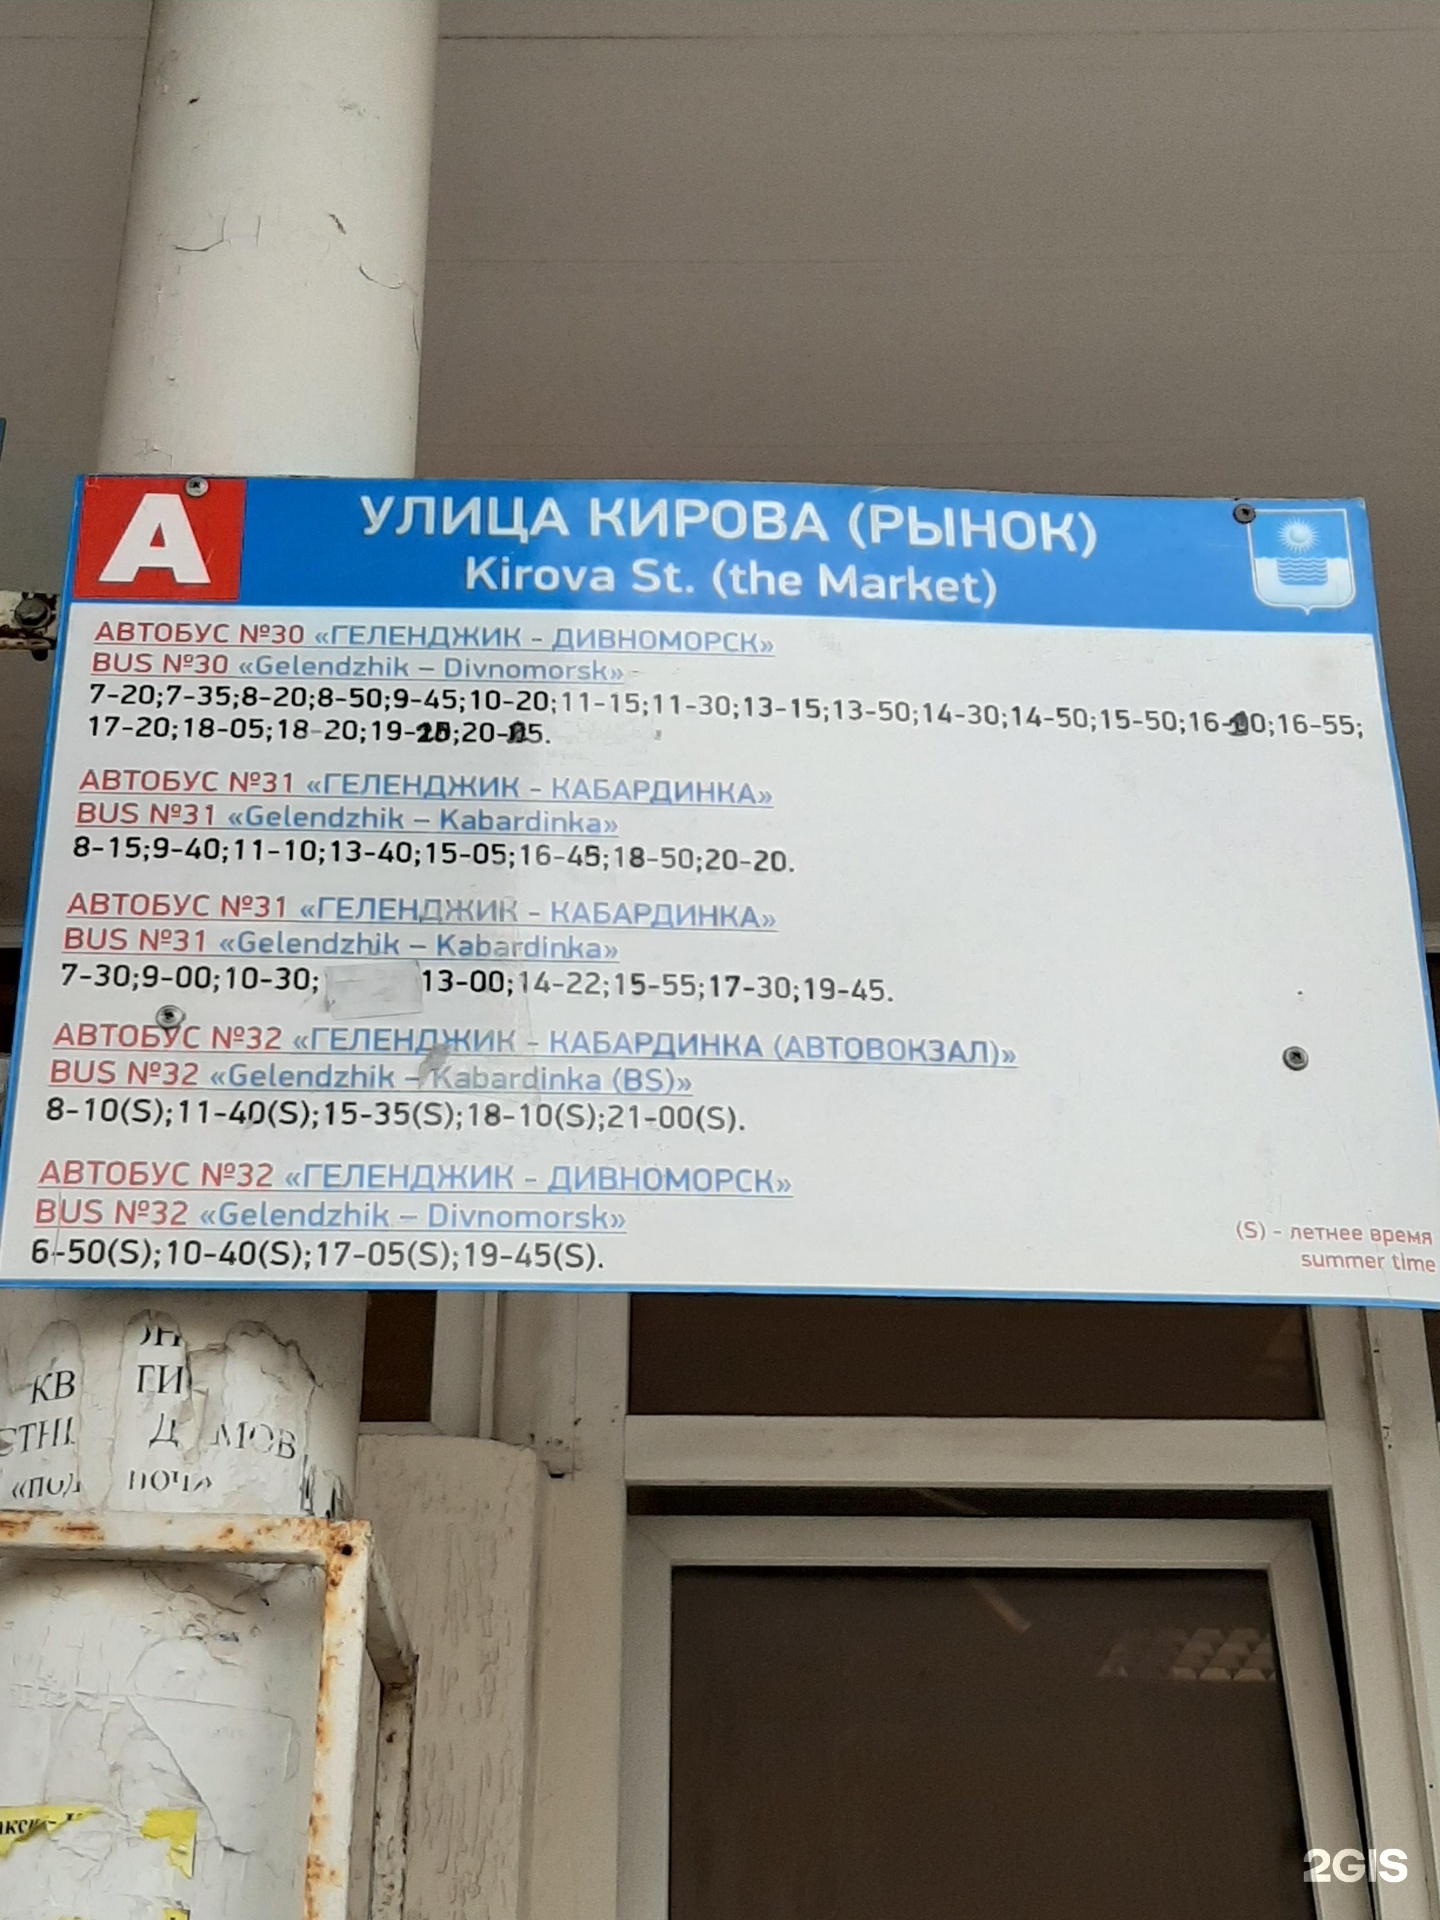 А
УЛИЦА КИРОВА (РЫНОК)
Kirova St. (the Market)
АВТОБУС №30 «ГЕЛЕНДЖИК - ДИВНОМОРСК»
BUS №30 «Gelendzhik – Divnomorsk»
7-20;7-35;8-20;8-50;9-45;10-20;11-15;11-30;13-15;13-50;14-30;14-50;15-50;16-55;
17-20;18-05;18-20;
АВТОБУС №31 «ГЕЛЕНДЖИК - КАБАРДИНКА»
BUS №31 «Gelendzhik – Kabardinka»
8-15;9-40;11-10;13-40;15-05;16-45;18-50;20-20.
АВТОБУС №31 «ГЕЛЕНДЖИК - КАБАРДИНКА»
BUS №31 «Gelendzhik – Kabardinka»
7-30;9-00;10-30; 13-00;14-22;15-55;17-30;19-45.
АВТОБУС №32 «ГЕЛЕНДЖИК - КАБАРДИНКА (АВТОВОКЗАЛ)»
BUS №32 «Gelendzhik – Kabardinka (BS)»
8-10(S);11-40(S);15-35(S);18-10(S);21-00(S).
АВТОБУС №32 «ГЕЛЕНДЖИК - ДИВНОМОРСК»
BUS №32 «Gelendzhik – Divnomorsk»
6-50(S);10-40(S);17-05(S);19-45(S).
(S) - летнее время
summer time
КВ ГИ
2GIS